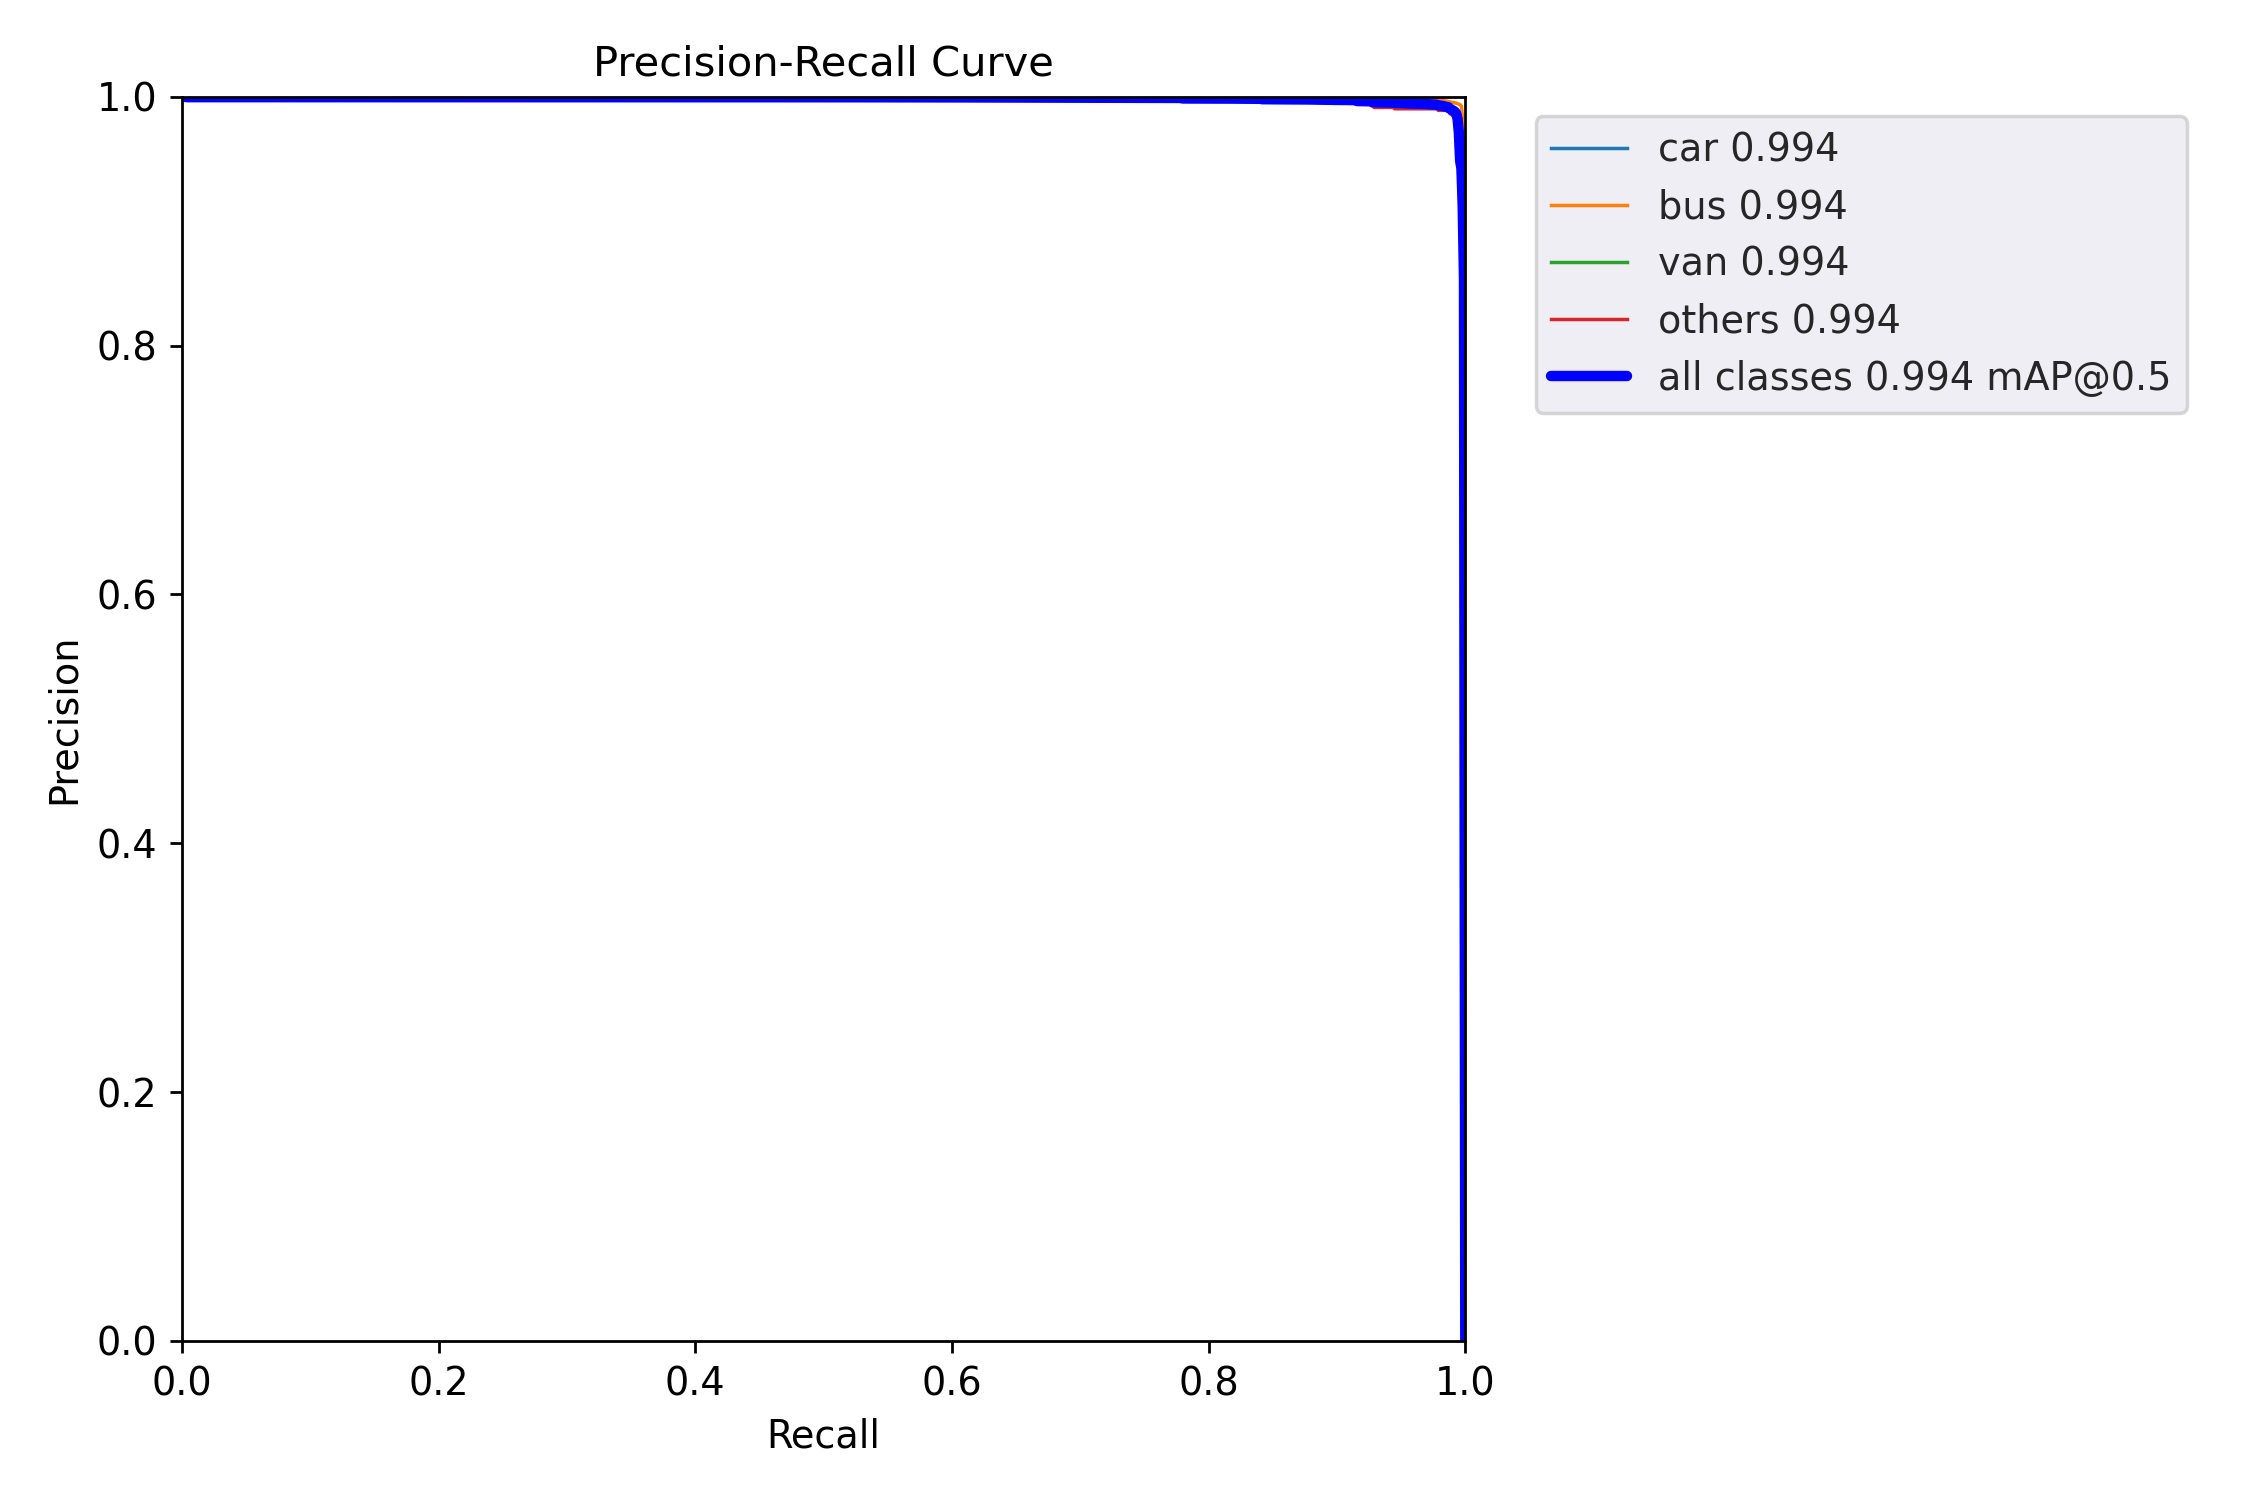 Precision-Recall Curve
1.0
0.8
0.6
0.4
0.2
0.0
Precision
0.0 0.2 0.4 0.6 0.8 1.0
Recall
car 0.994
bus 0.994
van 0.994
others 0.994
all classes 0.994 mAP@0.5